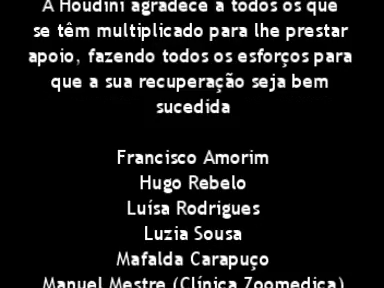 A Houdini agradece a todos os que
se têm multiplicado para lhe prestar
apoio, fazendo todos os esforços para
que a sua recuperação seja bem
sucedida
Francisco Amorim
Hugo Rebelo
Luísa Rodrigues
Luzia Sousa
Mafalda Carapuço
Manuel Mestre (Clínica Zoomedica)